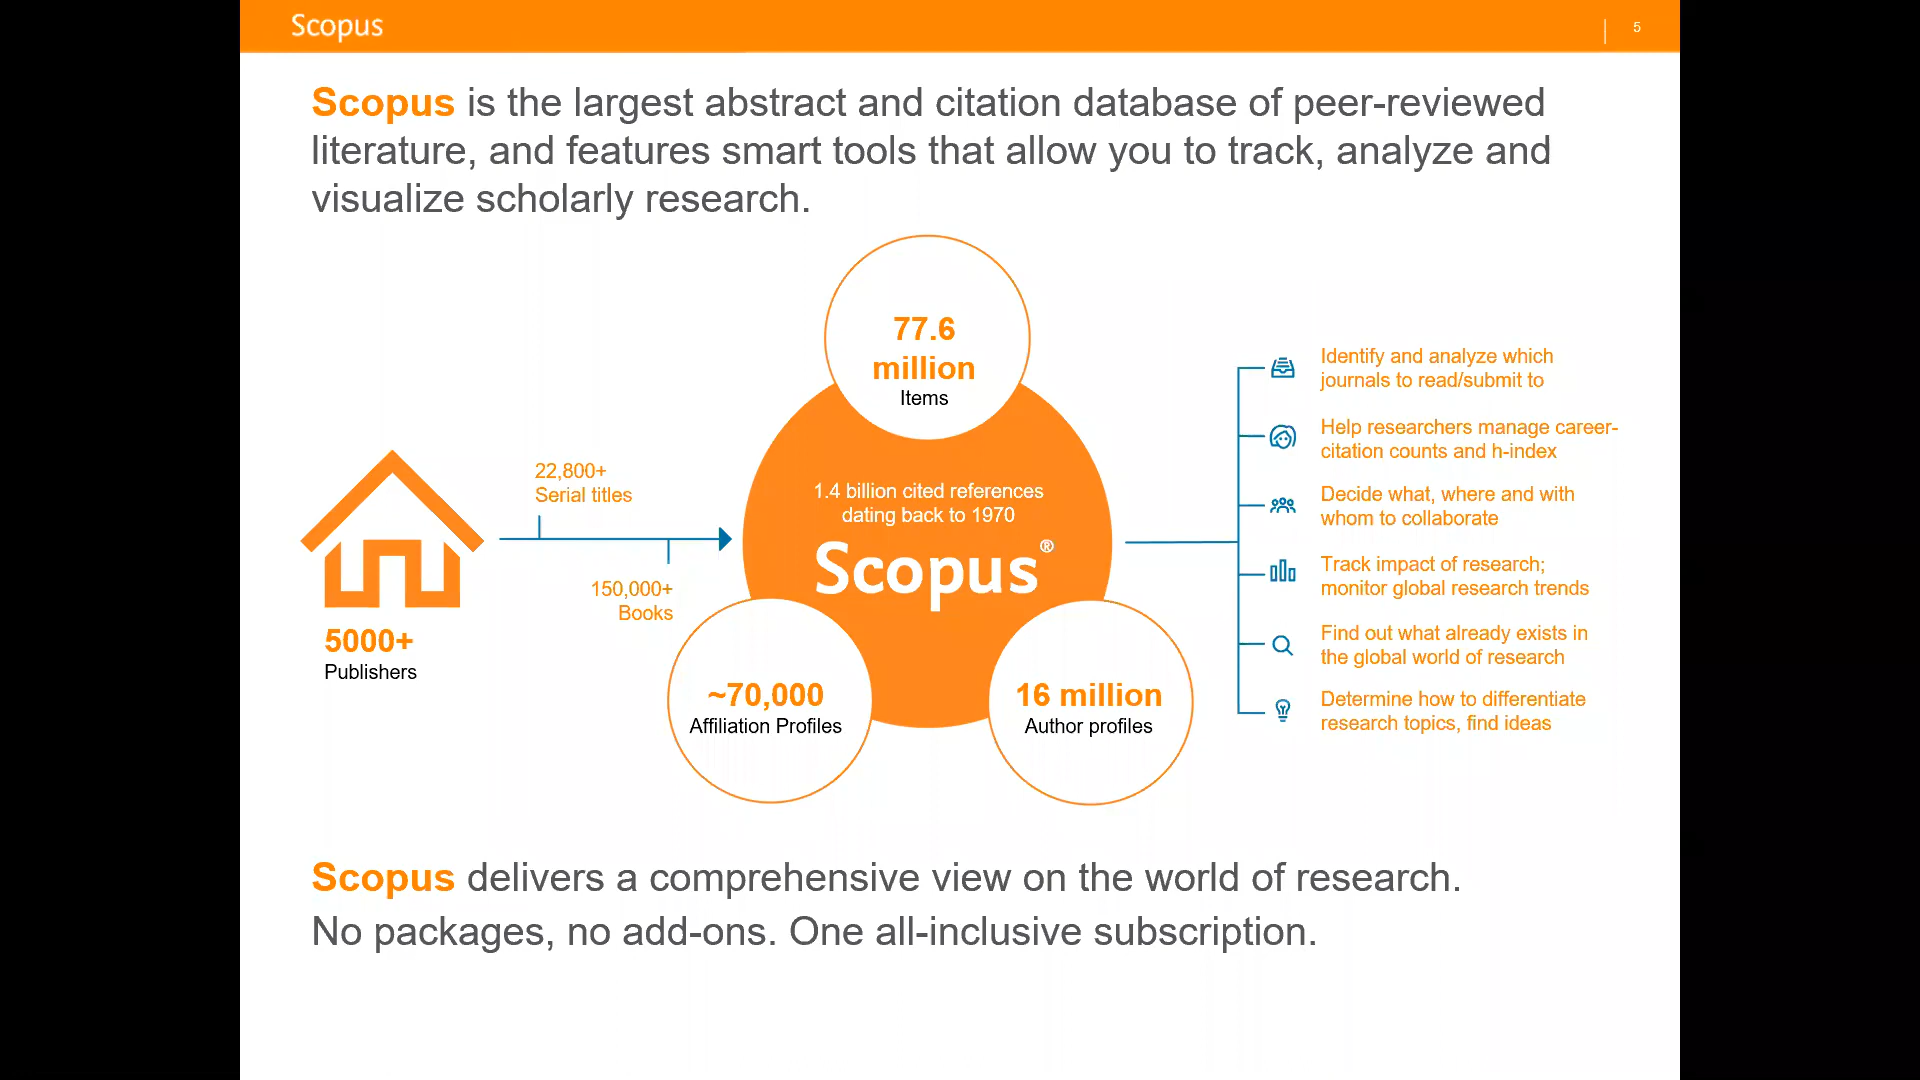 Scopus
5
Scopus is the largest abstract and citation database of peer-reviewed
literature, and features smart tools that allow you to track, analyze and
visualize scholarly research.
77.6
million
Items
22,800+
Serial titles
150,000+
Books
5000+
Publishers
1.4 billion cited references
dating back to 1970
Scopus®
~70,000
Affiliation Profiles
16 million
Author profiles
Identify and analyze which
journals to read/submit to
Help researchers manage career-
citation counts and h-index
Decide what, where and with
whom to collaborate
Track impact of research;
monitor global research trends
Find out what already exists in
the global world of research
Determine how to differentiate
research topics, find ideas
Scopus delivers a comprehensive view on the world of research.
No packages, no add-ons. One all-inclusive subscription.